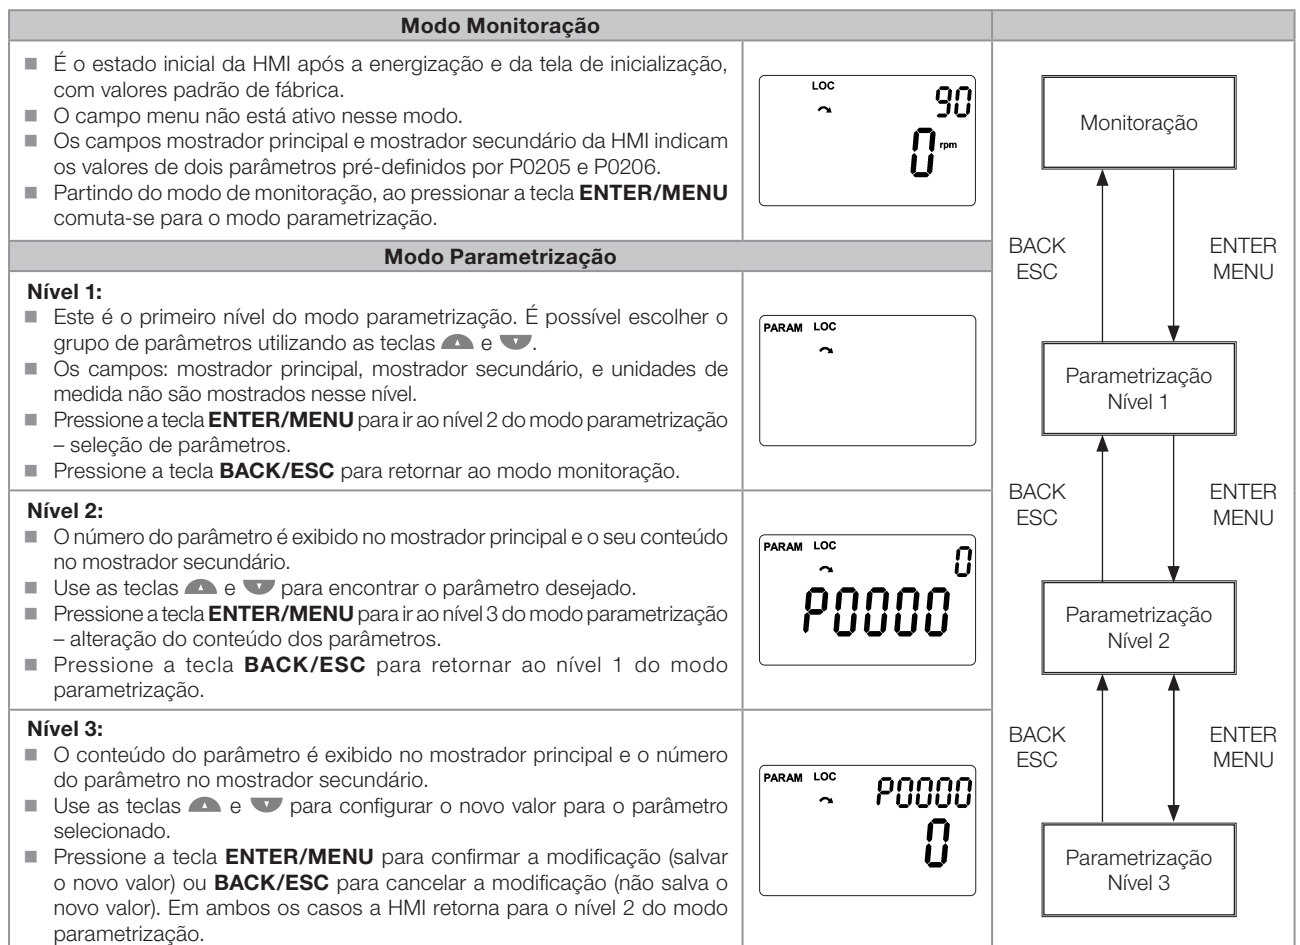 Modo Monitoração
■ É o estado inicial da HMI após a energização e da tela de inicialização,
com valores padrão de fábrica.
■ O campo menu não está ativo nesse modo.
■ Os campos mostrador principal e mostrador secundário da HMI indicam
os valores de dois parâmetros pré-definidos por P0205 e P0206.
■ Partindo do modo de monitoração, ao pressionar a tecla ENTER/MENU
comuta-se para o modo parametrização.
LOC
90
0 rpm
Modo Parametrização
Nível 1:
■ Este é o primeiro nível do modo parametrização. É possível escolher o
grupo de parâmetros utilizando as teclas e .
■ Os campos: mostrador principal, mostrador secundário, e unidades de
medida não são mostrados nesse nível.
■ Pressione a tecla ENTER/MENU para ir ao nível 2 do modo parametrização
– seleção de parâmetros.
■ Pressione a tecla BACK/ESC para retornar ao modo monitoração.
PARAM LOC
Nível 2:
■ O número do parâmetro é exibido no mostrador principal e o seu conteúdo
no mostrador secundário.
■ Use as teclas e para encontrar o parâmetro desejado.
■ Pressione a tecla ENTER/MENU para ir ao nível 3 do modo parametrização
– alteração do conteúdo dos parâmetros.
■ Pressione a tecla BACK/ESC para retornar ao nível 1 do modo
parametrização.
PARAM LOC
0
P0000
Nível 3:
■ O conteúdo do parâmetro é exibido no mostrador principal e o número
do parâmetro no mostrador secundário.
■ Use as teclas e para configurar o novo valor para o parâmetro
selecionado.
■ Pressione a tecla ENTER/MENU para confirmar a modificação (salvar
o novo valor) ou BACK/ESC para cancelar a modificação (não salva o
novo valor). Em ambos os casos a HMI retorna para o nível 2 do modo
parametrização.
PARAM LOC
P0000
0
Monitoração
BACK
ESC
ENTER
MENU
Parametrização
Nível 1
BACK
ESC
ENTER
MENU
Parametrização
Nível 2
BACK
ESC
ENTER
MENU
Parametrização
Nível 3